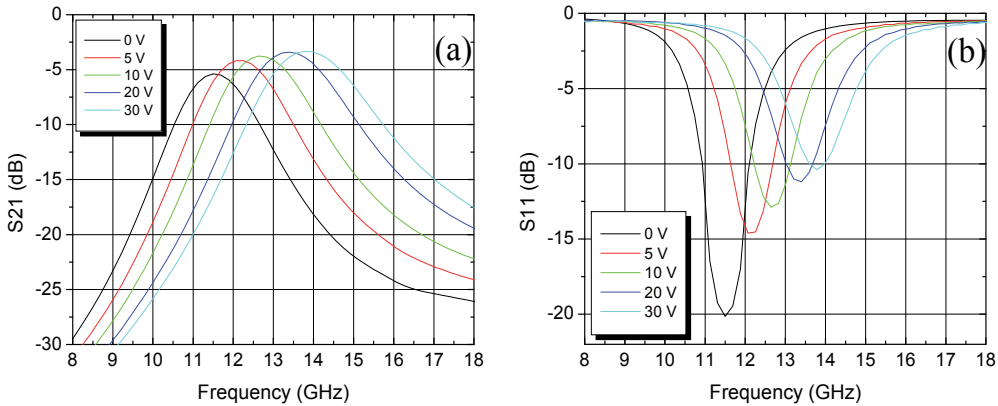 (a)
0 V
5 V
10 V
20 V
30 V
S21 (dB)
0
-5
-10
-15
-20
-25
-30
8 9 10 11 12 13 14 15 16 17 18
Frequency (GHz)
(b)
0 V
5 V
10 V
20 V
30 V
S11 (dB)
0
-5
-10
-15
-20
8 9 10 11 12 13 14 15 16 17 18
Frequency (GHz)